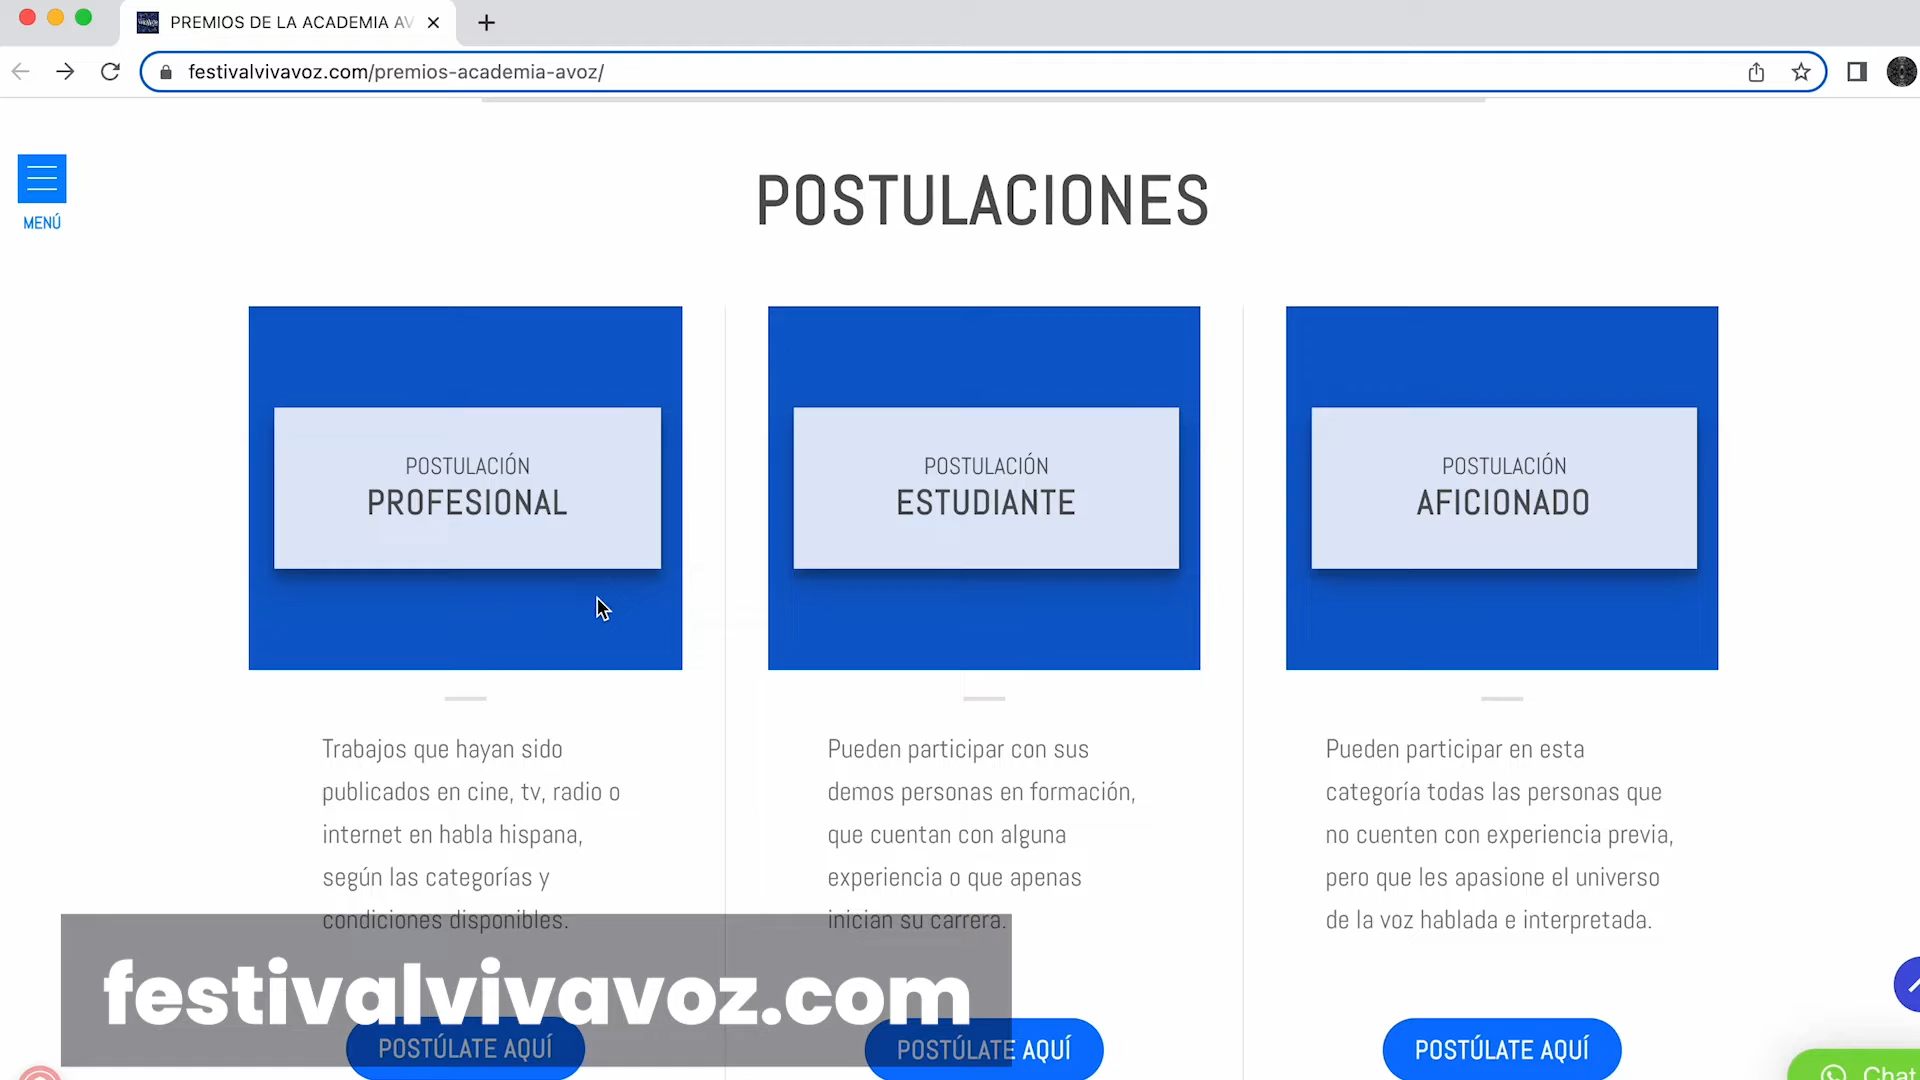 PREMIOS DE LA ACADEMIA AV
festivalvivavoz.com/premios-academia-avoz/
MENÚ
POSTULACIONES
POSTULACIÓN
PROFESIONAL
Trabajos que hayan sido
publicados en cine, tv, radio o
internet en habla hispana,
según las categorías y
condiciones disponibles.
POSTÚLATE AQUÍ
POSTULACIÓN
ESTUDIANTE
Pueden participar con sus
demos personas en formación,
que cuentan con alguna
experiencia o que apenas
inician su carrera.
POSTÚLATE AQUÍ
POSTULACIÓN
AFICIONADO
Pueden participar en esta
categoría todas las personas que
no cuenten con experiencia previa,
pero que les apasione el universo
de la voz hablada e interpretada.
POSTÚLATE AQUÍ
festivalvivavoz.com
Chat